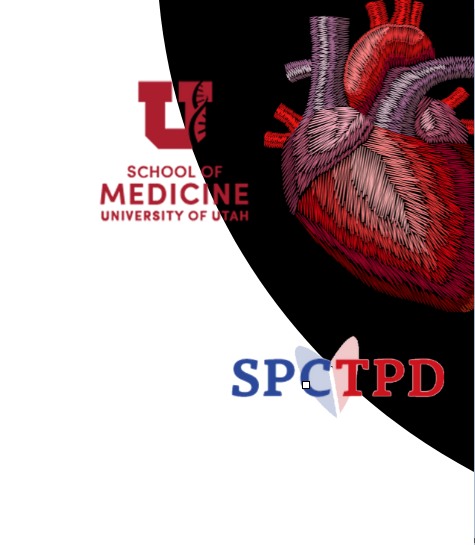 SCHOOL OF
MEDICINE
UNIVERSITY OF UTAH
SPCTPD